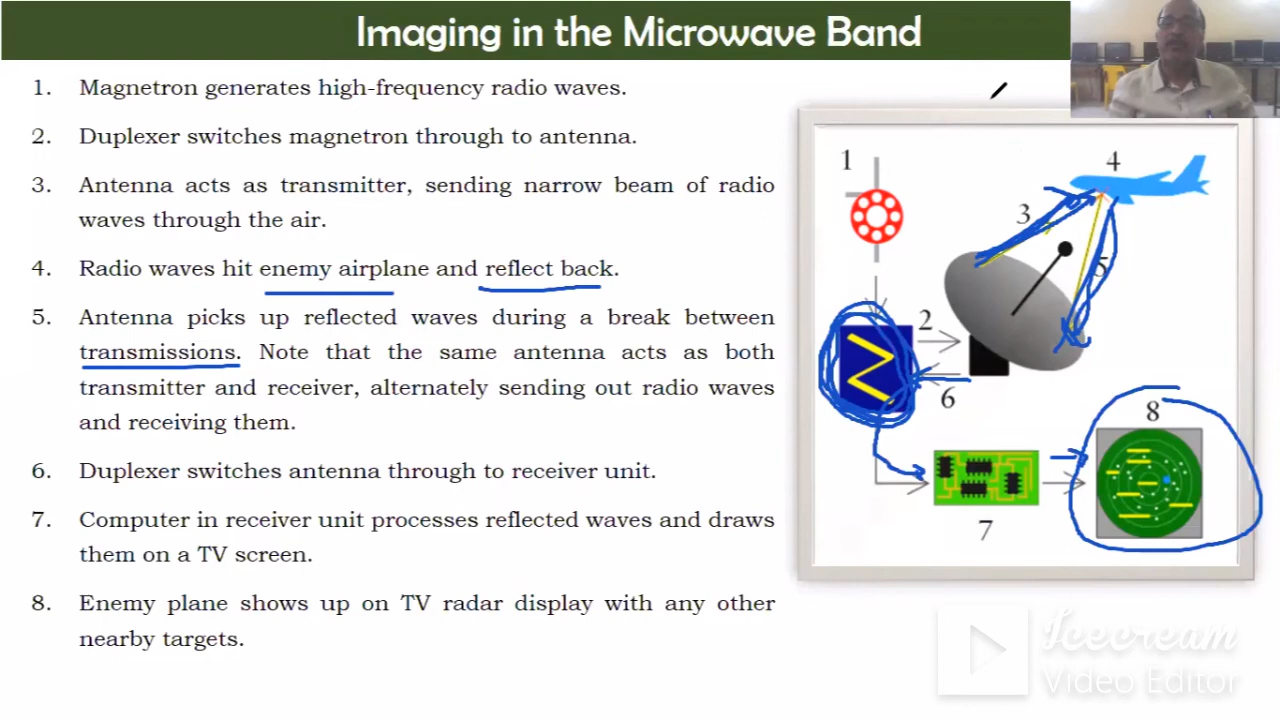 Imaging in the Microwave Band
1. Magnetron generates high-frequency radio waves.
2. Duplexer switches magnetron through to antenna.
3. Antenna acts as transmitter, sending narrow beam of radio
waves through the air.
4. Radio waves hit enemy airplane and reflect back.
5. Antenna picks up reflected waves during a break between
transmissions. Note that the same antenna acts as both
transmitter and receiver, alternately sending out radio waves
and receiving them.
6. Duplexer switches antenna through to receiver unit.
7. Computer in receiver unit processes reflected waves and draws
them on a TV screen.
8. Enemy plane shows up on TV radar display with any other
nearby targets.
1
4
3
5
2
6
8
7
Icecream
Video Editor